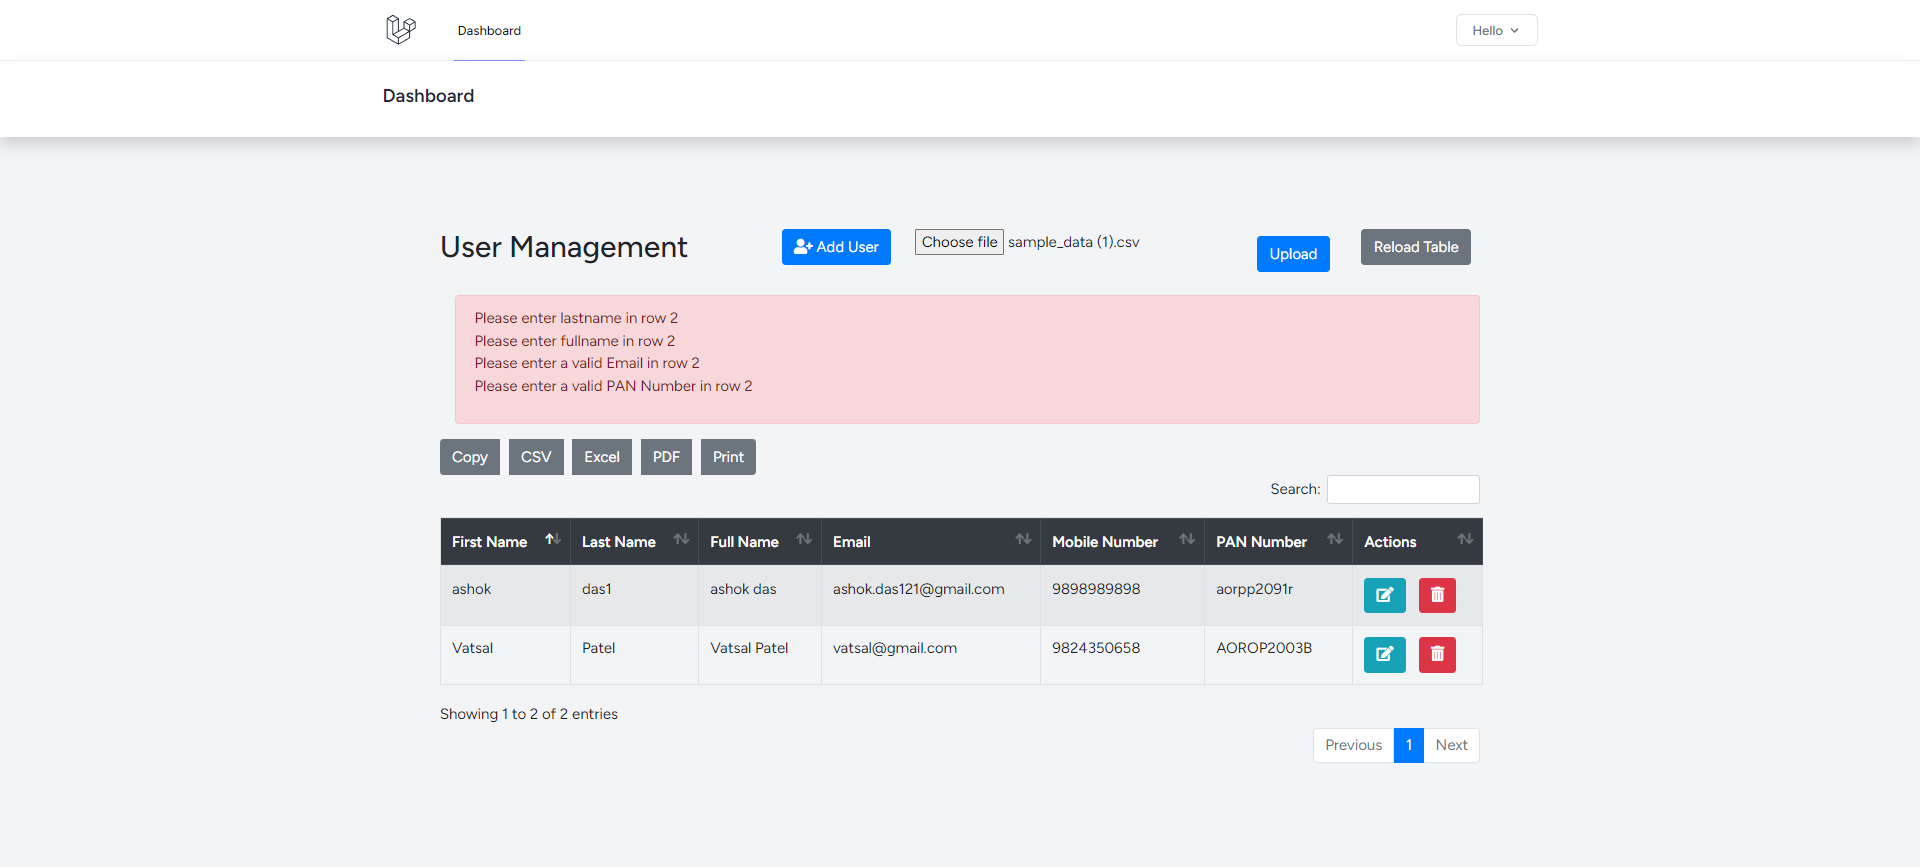 Dashboard
Hello
Dashboard
User Management
Add User
Choose file sample_data (1).csv
Upload
Reload Table
Please enter lastname in row 2
Please enter fullname in row 2
Please enter a valid Email in row 2
Please enter a valid PAN Number in row 2
Copy CSV Excel PDF Print
Search:
First Name Last Name Full Name Email Mobile Number PAN Number Actions
ashok das1 ashok das ashok.das121@gmail.com 9898989898 aorpp2091r
Vatsal Patel Vatsal Patel vatsal@gmail.com 9824350658 AOROP2003B
Showing 1 to 2 of 2 entries
Previous 1 Next